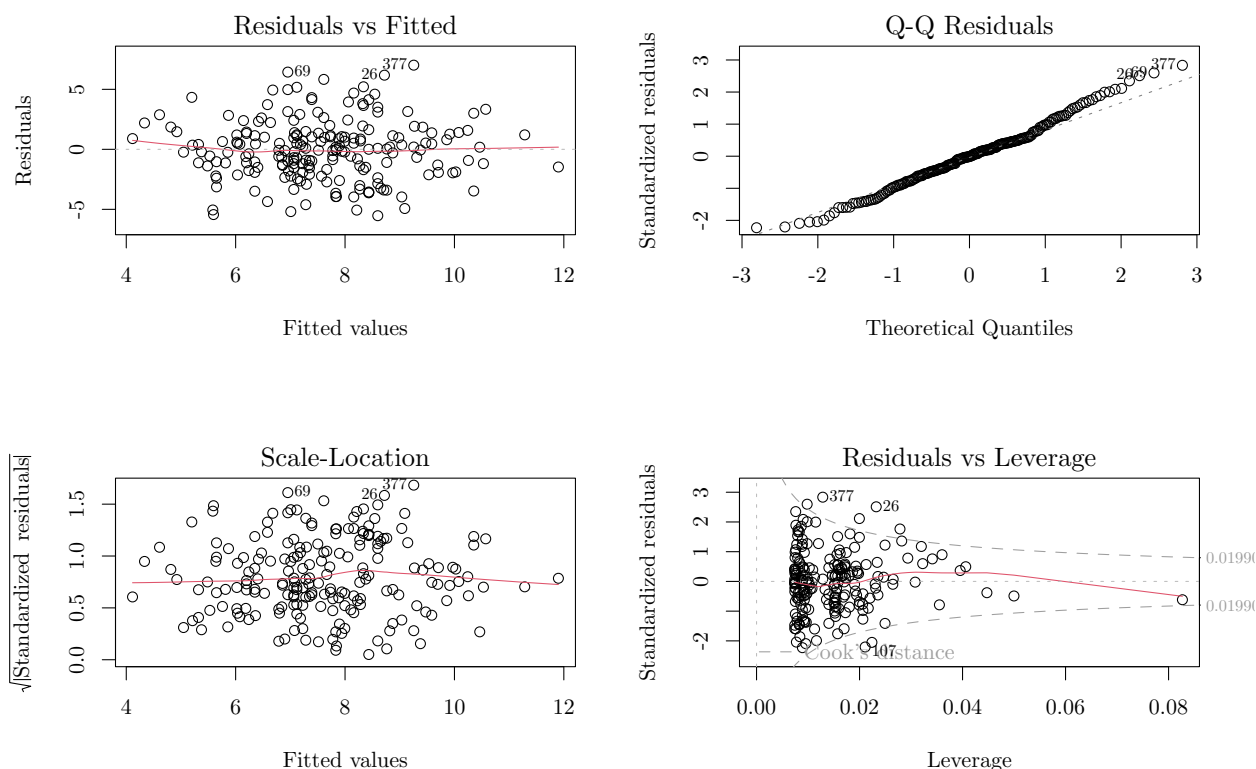 Residuals vs Fitted
Residuals
-5 0 5
69
26
377
4 6 8 10 12
Fitted values
Q-Q Residuals
Standardized residuals
-2 0 1 2 3
377
69
26
-3 -2 -1 0 1 2 3
Theoretical Quantiles
Scale-Location
√|Standardized residuals|
0.0 0.5 1.0 1.5
69
26
377
4 6 8 10 12
Fitted values
Residuals vs Leverage
Standardized residuals
-2 0 1 2 3
377
26
107
Cook's distance
0.01990
0.01990
0.00 0.02 0.04 0.06 0.08
Leverage